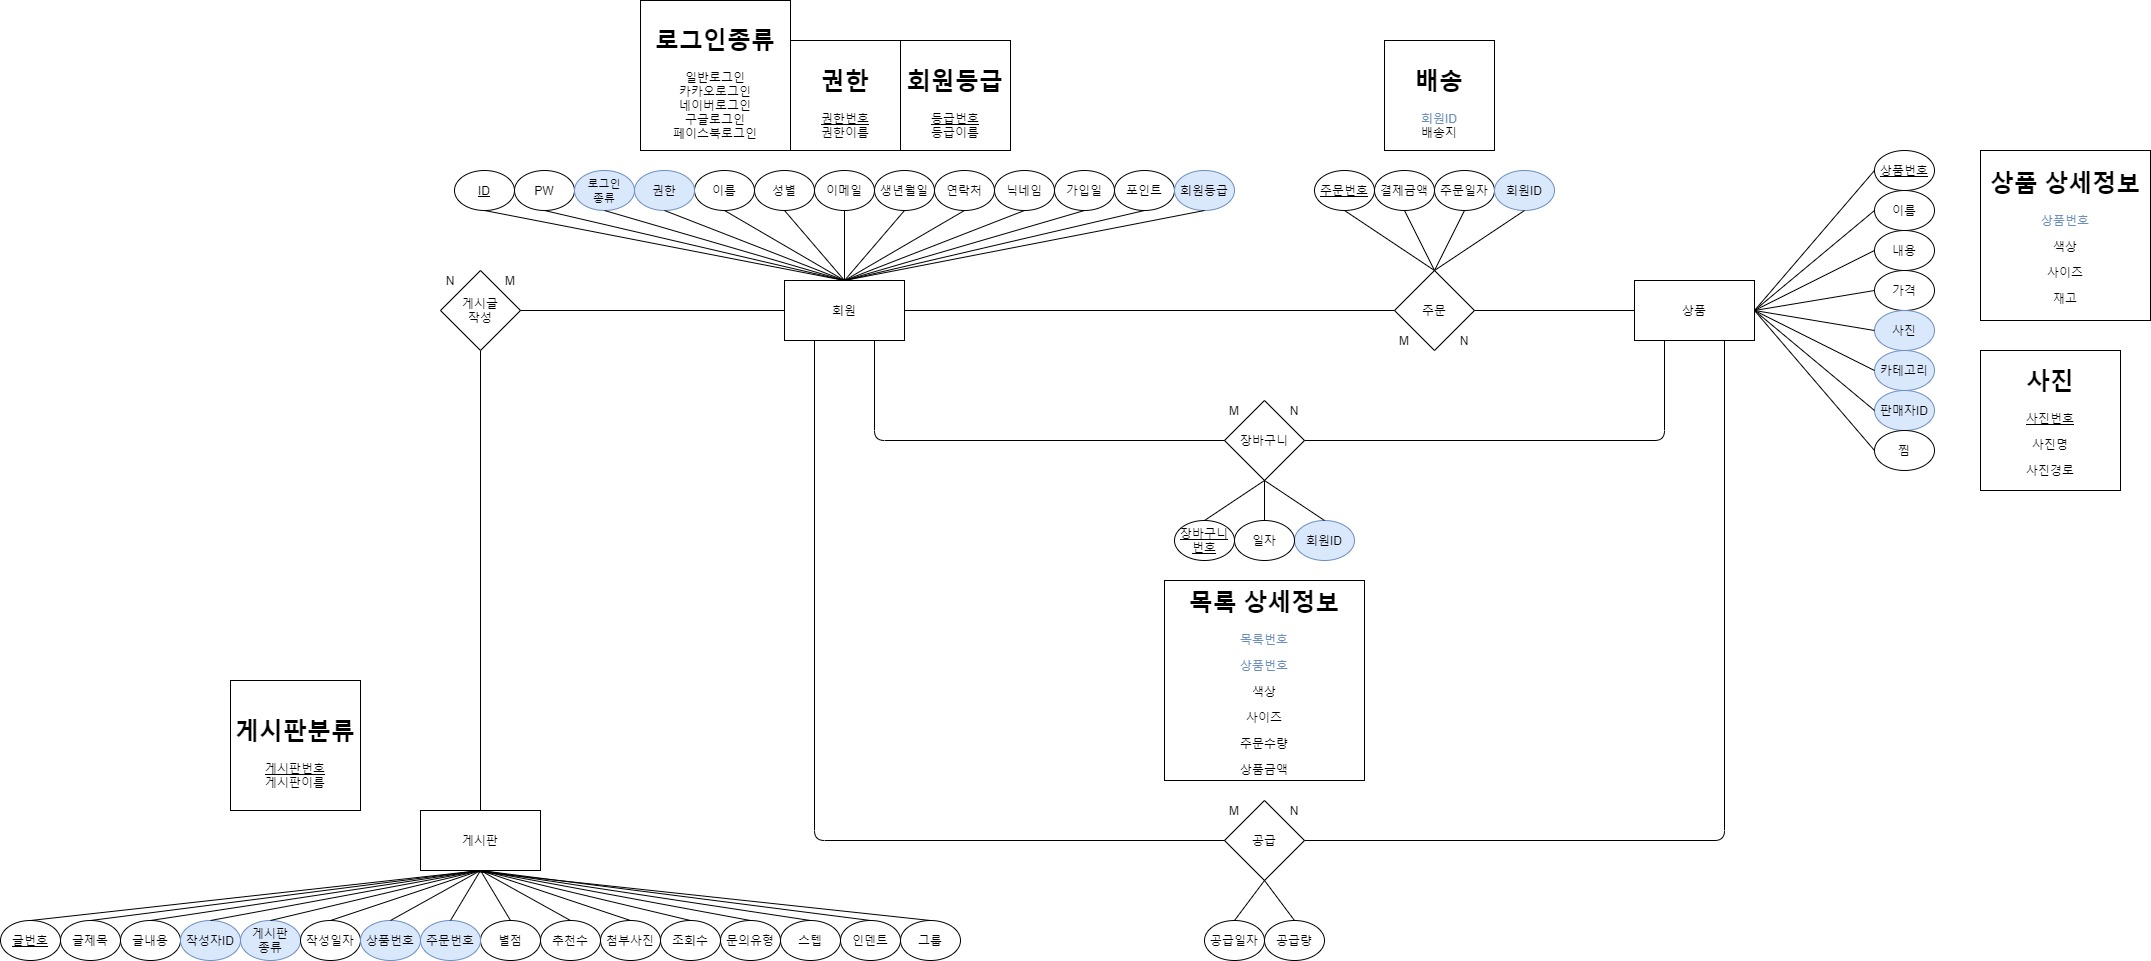 로그인종류
일반로그인
카카오로그인
네이버로그인
구글로그인
페이스북로그인
권한
권한번호
권한이름
회원등급
등급번호
등급이름
배송
회원ID
배송지
ID
PW
로그인
종류
권한
이름
성별
이메일
생년월일
연락처
닉네임
가입일
포인트
회원등급
주문번호
결제금액
주문일자
회원ID
상품번호
이름
내용
가격
사진
카테고리
판매자ID
찜
상품 상세정보
상품번호
색상
사이즈
재고
사진
사진번호
사진명
사진경로
N
M
게시글
작성
회원
주문
M
N
상품
M
N
장바구니
장바구니
번호
일자
회원ID
목록 상세정보
목록번호
상품번호
색상
사이즈
주문수량
상품금액
게시판분류
게시판번호
게시판이름
M
N
공급
공급일자
공급량
게시판
글번호
글제목
글내용
작성자ID
게시판
종류
작성일자
상품번호
주문번호
별점
추천수
첨부사진
조회수
문의유형
스텝
인덴트
그룹